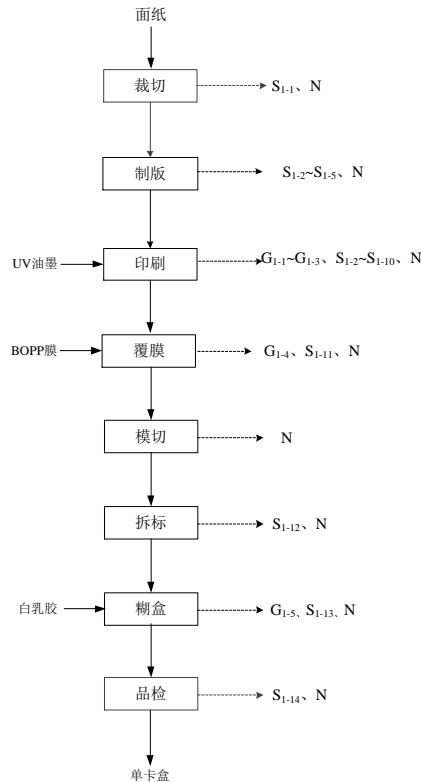 面纸
裁切
S1-1、N
制版
S1-2~S1-5、N
UV油墨
印刷
G1-1~G1-3、S1-2~S1-10、N
BOPP膜
覆膜
G1-4、S1-11、N
模切
N
拆标
S1-12、N
白乳胶
糊盒
G1-5、S1-13、N
品检
S1-14、N
单卡盒